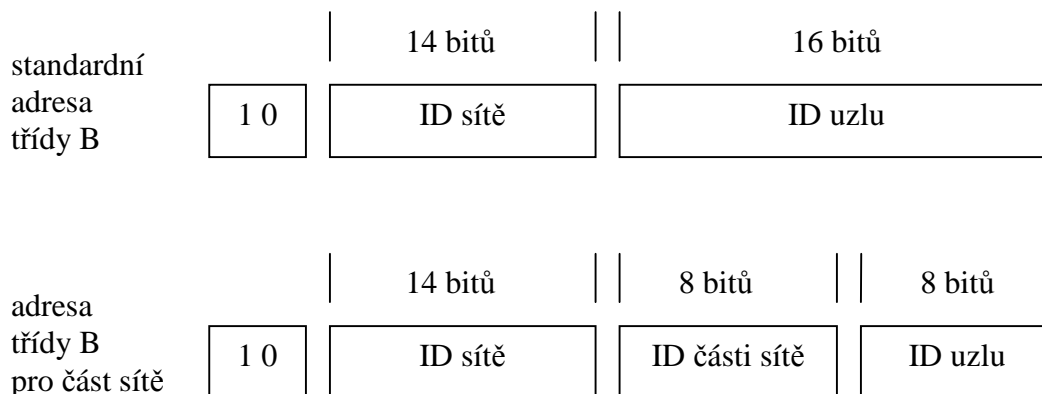 14 bitů 16 bitů
standardní
adresa
třídy B
1 0 ID sítě ID uzlu
14 bitů 8 bitů 8 bitů
adresa
třídy B
pro část sítě
1 0 ID sítě ID části sítě ID uzlu